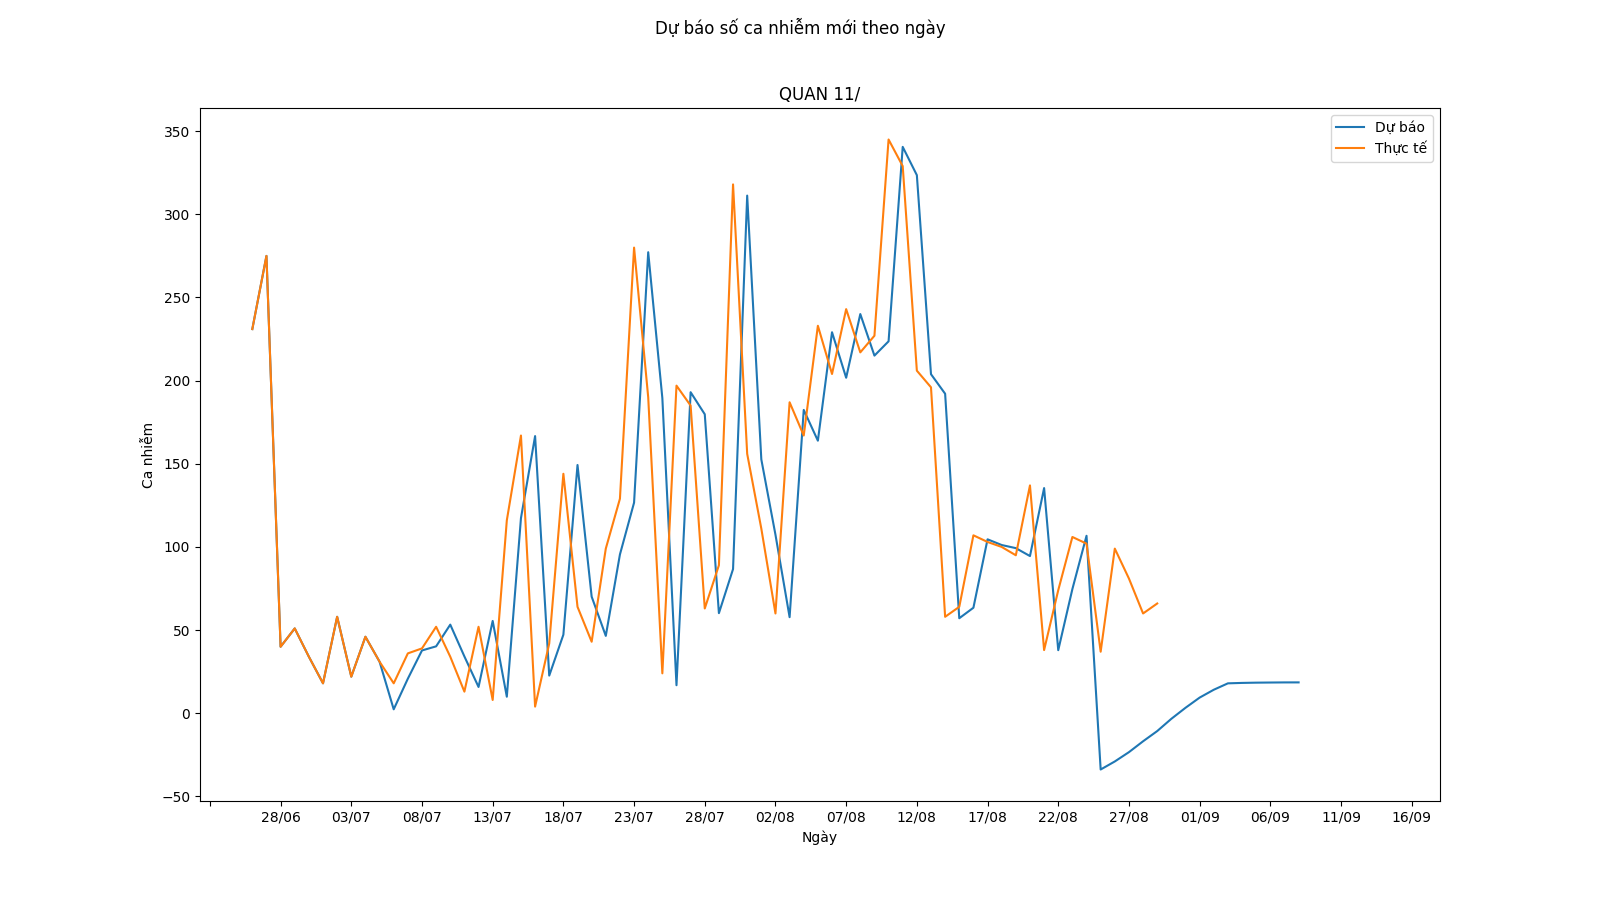 Dự báo số ca nhiễm mới theo ngày
QUAN 11/
Dự báo
Thực tế
350
300
250
200
150
100
50
0
−50
Ca nhiễm
28/06 03/07 08/07 13/07 18/07 23/07 28/07 02/08 07/08 12/08 17/08 22/08 27/08 01/09 06/09 11/09 16/09
Ngày